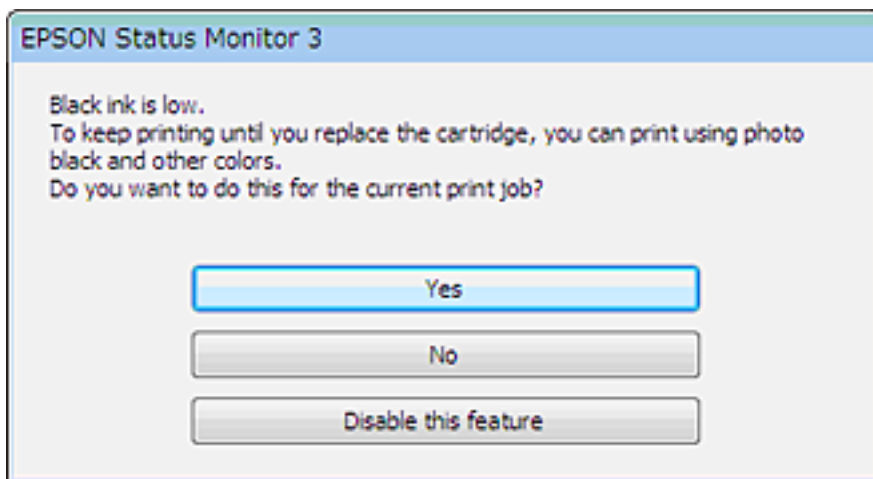 EPSON Status Monitor 3
Black ink is low.
To keep printing until you replace the cartridge, you can print using photo
black and other colors.
Do you want to do this for the current print job?
Yes
No
Disable this feature